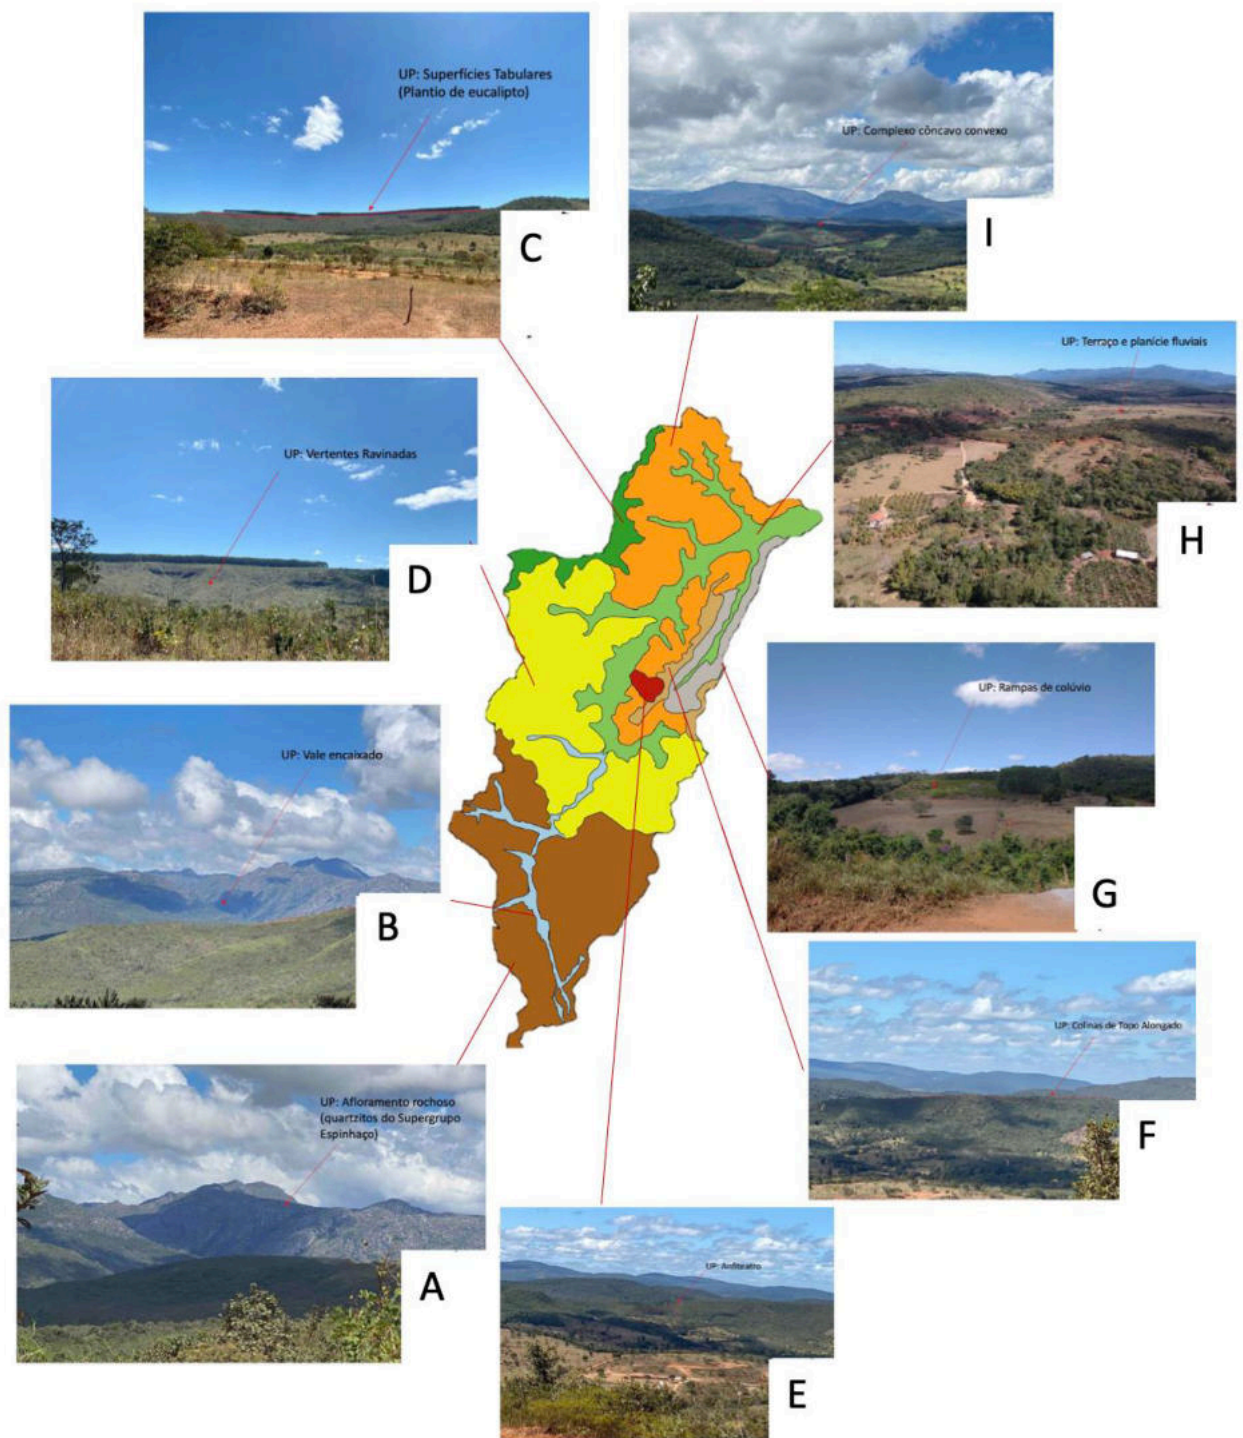 UP: Superfícies Tabulares
(Plantio de eucalipto)
C
UP: Complexo côncavo convexo
I
UP: Terraço e planície fluviais
H
UP: Vertentes Ravinadas
D
UP: Rampas de colúvio
G
UP: Vale encaixado
B
UP: Colinas de Topo Alongado
F
UP: Afloramento rochoso
(quartzitos do Supergrupo
Espinhaço)
A
UP: Anfiteatro
E